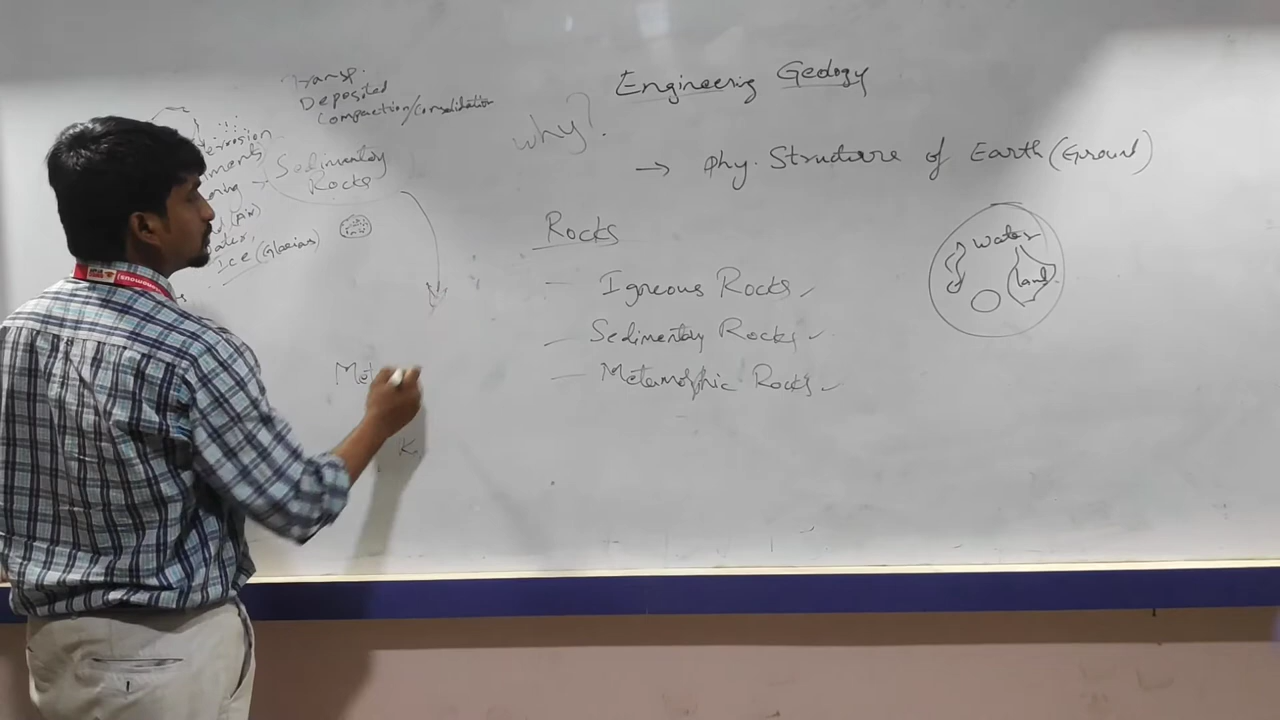 Engineering Geology
why?
→ Phy. Structure of Earth (Ground)
Transp.
Deposited
Compaction/Consolidation
Sedimentary
Rocks
Ice (Glaciers)
Rocks
— Igneous Rocks ✓
— Sedimentary Rocks ✓
— Metamorphic Rocks ✓
Water
Land
Met